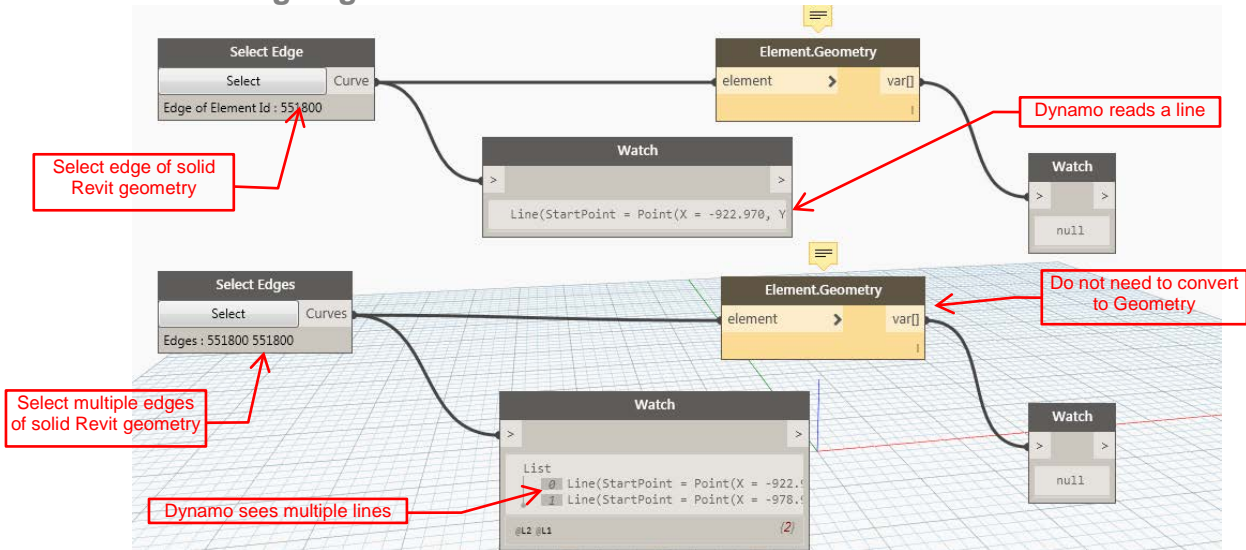 Select Edge
Select
Curve
Edge of Element Id : 551800
Element.Geometry
element
>
var[]
l
Dynamo reads a line
Select edge of solid
Revit geometry
Watch
>
>
Line(StartPoint = Point(X = -922.970, Y
Watch
>
>
null
Select Edges
Select
Curves
Edges : 551800 551800
Element.Geometry
element
>
var[]
l
Do not need to convert
to Geometry
Select multiple edges
of solid Revit geometry
Watch
>
>
List
0 Line(StartPoint = Point(X = -922.9
1 Line(StartPoint = Point(X = -978.9
@L2 @L1
{2}
Dynamo sees multiple lines
Watch
>
>
null